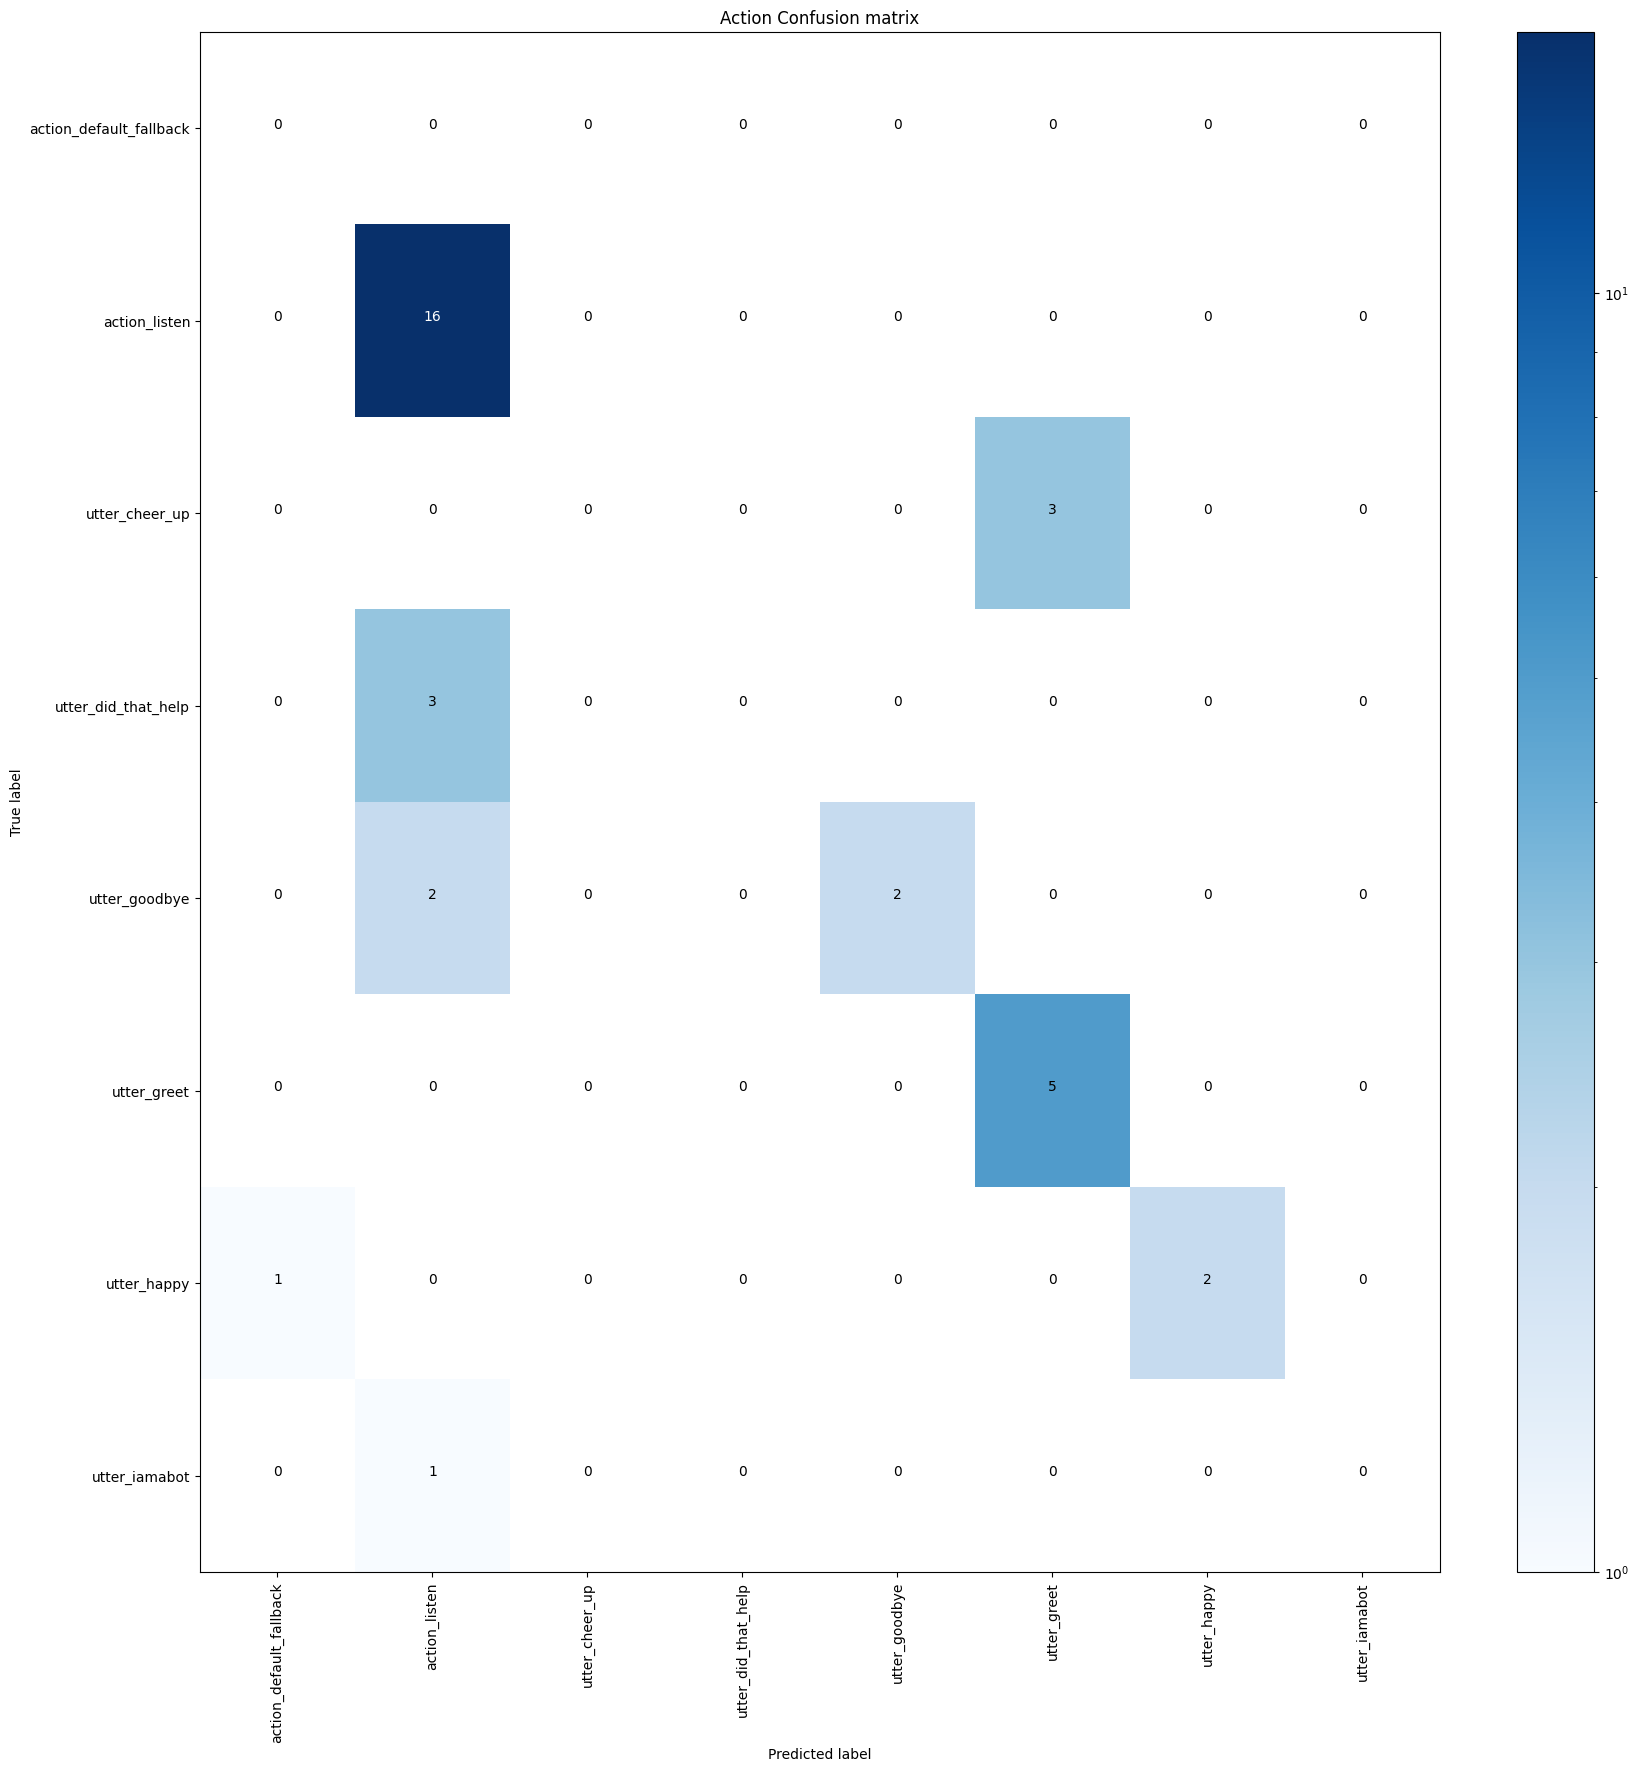 Action Confusion matrix
action_default_fallback 0 0 0 0 0 0 0 0
action_listen 0 16 0 0 0 0 0 0
10¹
utter_cheer_up 0 0 0 0 0 3 0 0
utter_did_that_help 0 3 0 0 0 0 0 0
True label
utter_goodbye 0 2 0 0 2 0 0 0
utter_greet 0 0 0 0 0 5 0 0
utter_happy 1 0 0 0 0 0 2 0
utter_iamabot 0 1 0 0 0 0 0 0
10⁰
action_default_fallback
action_listen
utter_cheer_up
utter_did_that_help
utter_goodbye
utter_greet
utter_happy
utter_iamabot
Predicted label